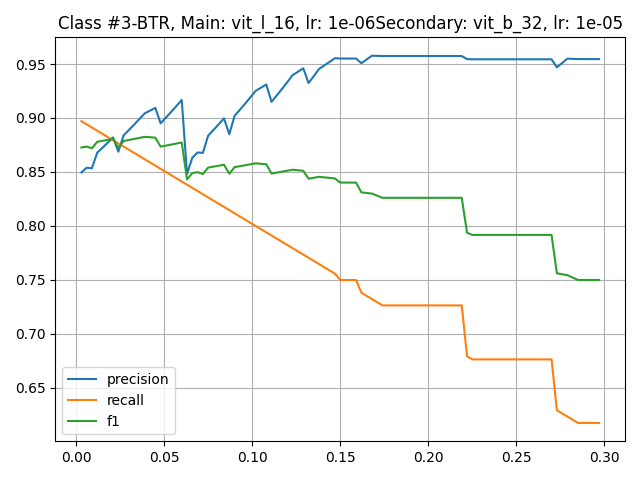 Class #3-BTR, Main: vit_l_16, lr: 1e-06Secondary: vit_b_32, lr: 1e-05
0.95
0.90
0.85
0.80
0.75
0.70
0.65
precision
recall
f1
0.00 0.05 0.10 0.15 0.20 0.25 0.30